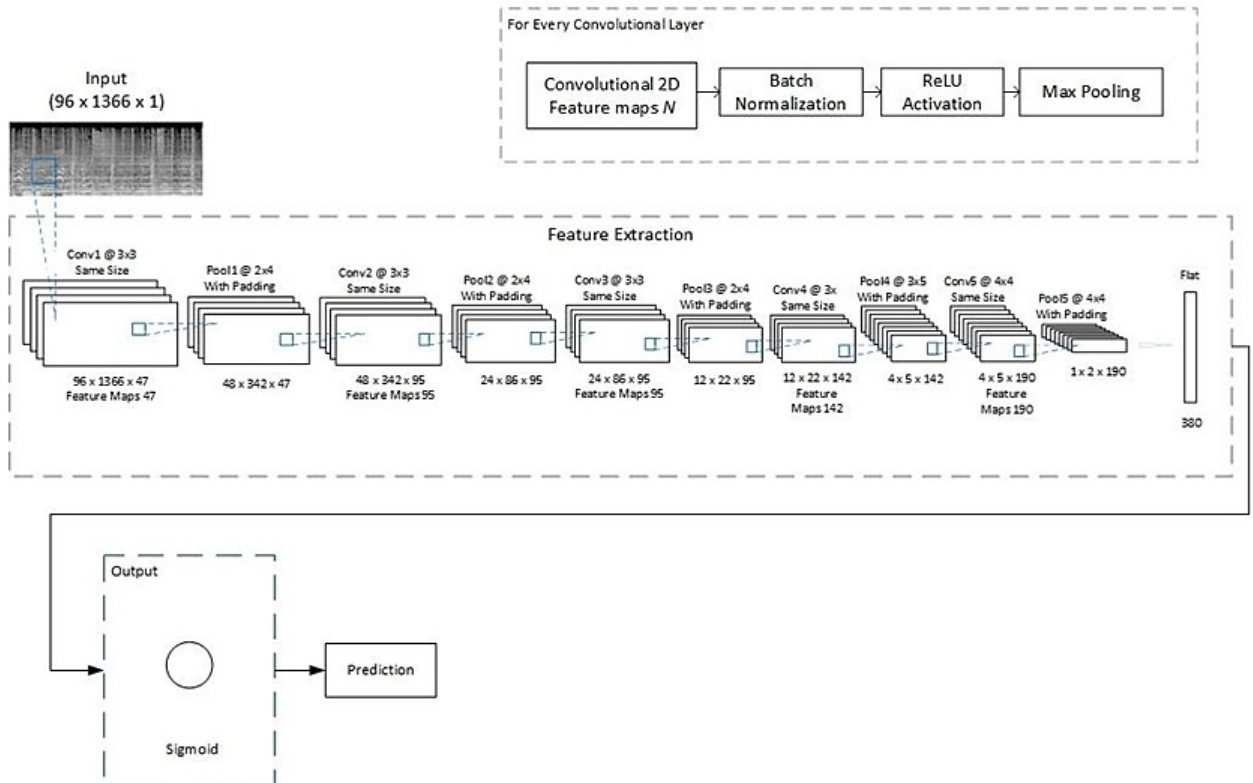 For Every Convolutional Layer
Convolutional 2D
Feature maps N
Batch
Normalization
ReLU
Activation
Max Pooling
Input
(96 x 1366 x 1)
Feature Extraction
Conv1 @ 3x3
Same Size
96 x 1366 x 47
Feature Maps 47
Pool1 @ 2x4
With Padding
48 x 342 x 47
Conv2 @ 3x3
Same Size
48 x 342 x 95
Feature Maps 95
Pool2 @ 2x4
With Padding
24 x 86 x 95
Conv3 @ 3x3
Same Size
24 x 86 x 95
Feature Maps 95
Pool3 @ 2x4
With Padding
12 x 22 x 95
Conv4 @ 3x
Same Size
12 x 22 x 142
Feature
Maps 142
Pool4 @ 3x5
With Padding
4 x 5 x 142
Conv5 @ 4x4
Same Size
4 x 5 x 190
Feature
Maps 190
Pool5 @ 4x4
With Padding
1 x 2 x 190
Flat
380
Output
Sigmoid
Prediction